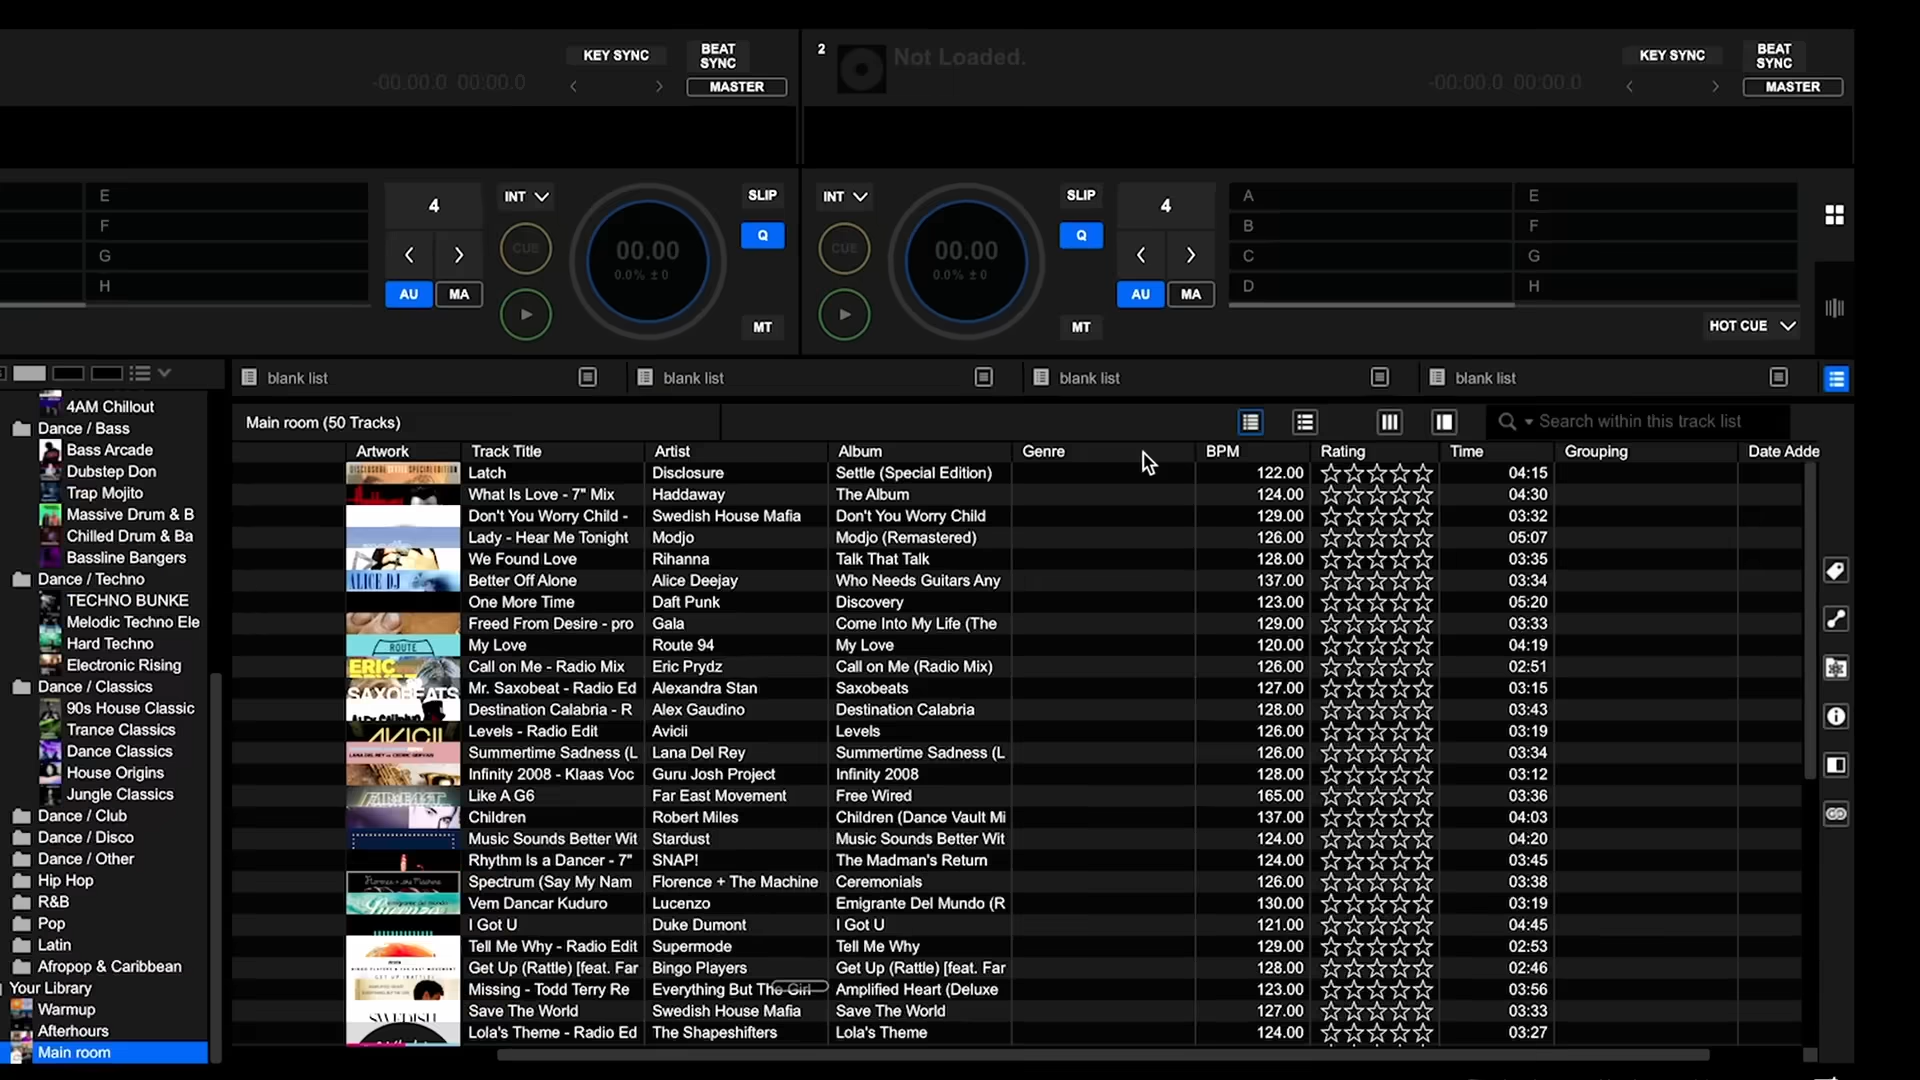 KEY SYNC
BEAT
SYNC
-00:00.0 00:00.0
MASTER
2
Not Loaded.
KEY SYNC
BEAT
SYNC
-00:00.0 00:00.0
MASTER
E
F
G
H
4
AU MA
INT
CUE
00.00
0.0% ±0
SLIP
Q
MT
INT
CUE
00.00
0.0% ±0
SLIP
Q
MT
4
AU MA
A E
B F
C G
D H
HOT CUE
blank list
blank list
blank list
blank list
4AM Chillout
Dance / Bass
Bass Arcade
Dubstep Don
Trap Mojito
Massive Drum & B
Chilled Drum & Ba
Bassline Bangers
Dance / Techno
TECHNO BUNKE
Melodic Techno Ele
Hard Techno
Electronic Rising
Dance / Classics
90s House Classic
Trance Classics
Dance Classics
House Origins
Jungle Classics
Dance / Club
Dance / Disco
Dance / Other
Hip Hop
R&B
Pop
Latin
Afropop & Caribbean
Your Library
Warmup
Afterhours
Main room
Main room (50 Tracks)
Search within this track list
Artwork Track Title Artist Album Genre BPM Rating Time Grouping Date Adde
Latch Disclosure Settle (Special Edition) 122.00 04:15
What Is Love - 7" Mix Haddaway The Album 124.00 04:30
Don't You Worry Child - Swedish House Mafia Don't You Worry Child 129.00 03:32
Lady - Hear Me Tonight Modjo Modjo (Remastered) 126.00 05:07
We Found Love Rihanna Talk That Talk 128.00 03:35
Better Off Alone Alice Deejay Who Needs Guitars Any 137.00 03:34
One More Time Daft Punk Discovery 123.00 05:20
Freed From Desire - pro Gala Come Into My Life (The 129.00 03:33
My Love Route 94 My Love 120.00 04:19
Call on Me - Radio Mix Eric Prydz Call on Me (Radio Mix) 126.00 02:51
Mr. Saxobeat - Radio Ed Alexandra Stan Saxobeats 127.00 03:15
Destination Calabria - R Alex Gaudino Destination Calabria 128.00 03:43
Levels - Radio Edit Avicii Levels 126.00 03:19
Summertime Sadness (L Lana Del Rey Summertime Sadness (L 126.00 03:34
Infinity 2008 - Klaas Voc Guru Josh Project Infinity 2008 128.00 03:12
Like A G6 Far East Movement Free Wired 165.00 03:36
Children Robert Miles Children (Dance Vault Mi 137.00 04:03
Music Sounds Better Wit Stardust Music Sounds Better Wit 124.00 04:20
Rhythm Is a Dancer - 7" SNAP! The Madman's Return 124.00 03:45
Spectrum (Say My Nam Florence + The Machine Ceremonials 126.00 03:38
Vem Dancar Kuduro Lucenzo Emigrante Del Mundo (R 130.00 03:19
I Got U Duke Dumont I Got U 121.00 04:45
Tell Me Why - Radio Edit Supermode Tell Me Why 129.00 02:53
Get Up (Rattle) [feat. Far Bingo Players Get Up (Rattle) [feat. Far 128.00 02:46
Missing - Todd Terry Re Everything But The Girl Amplified Heart (Deluxe 123.00 03:56
Save The World Swedish House Mafia Save The World 127.00 03:33
Lola's Theme - Radio Ed The Shapeshifters Lola's Theme 124.00 03:27